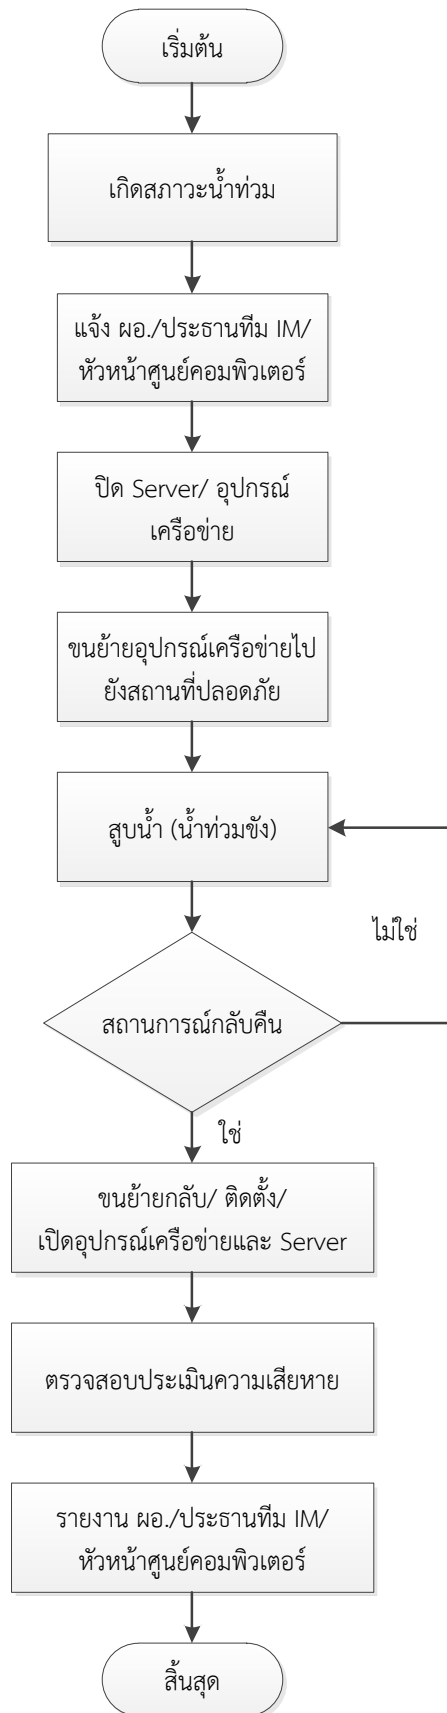 เริ่มต้น
เกิดสภาวะน้ำท่วม
แจ้ง ผอ./ประธานทีม IM/
หัวหน้าศูนย์คอมพิวเตอร์
ปิด Server/ อุปกรณ์
เครือข่าย
ขนย้ายอุปกรณ์เครือข่ายไป
ยังสถานที่ปลอดภัย
สูบน้ำ (น้ำท่วมขัง)
ไม่ใช่
สถานการณ์กลับคืน
ใช่
ขนย้ายกลับ/ ติดตั้ง/
เปิดอุปกรณ์เครือข่ายและ Server
ตรวจสอบประเมินความเสียหาย
รายงาน ผอ./ประธานทีม IM/
หัวหน้าศูนย์คอมพิวเตอร์
สิ้นสุด